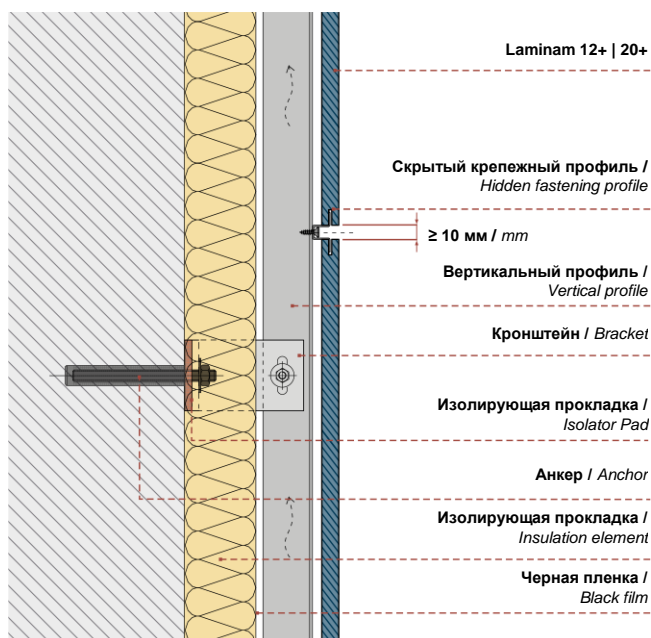 Laminam 12+ | 20+
Скрытый крепежный профиль /
Hidden fastening profile
≥ 10 мм / mm
Вертикальный профиль /
Vertical profile
Кронштейн / Bracket
Изолирующая прокладка /
Isolator Pad
Анкер / Anchor
Изолирующая прокладка /
Insulation element
Черная пленка /
Black film